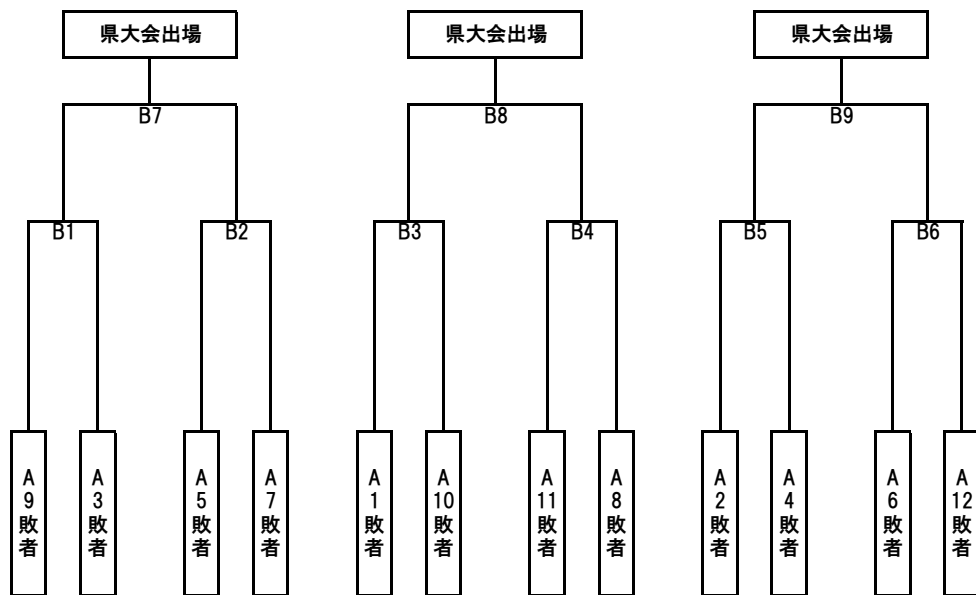 県大会出場
県大会出場
県大会出場
B7
B8
B9
B1
B2
B3
B4
B5
B6
A9敗者
A3敗者
A5敗者
A7敗者
A1敗者
A10敗者
A11敗者
A8敗者
A2敗者
A4敗者
A6敗者
A12敗者